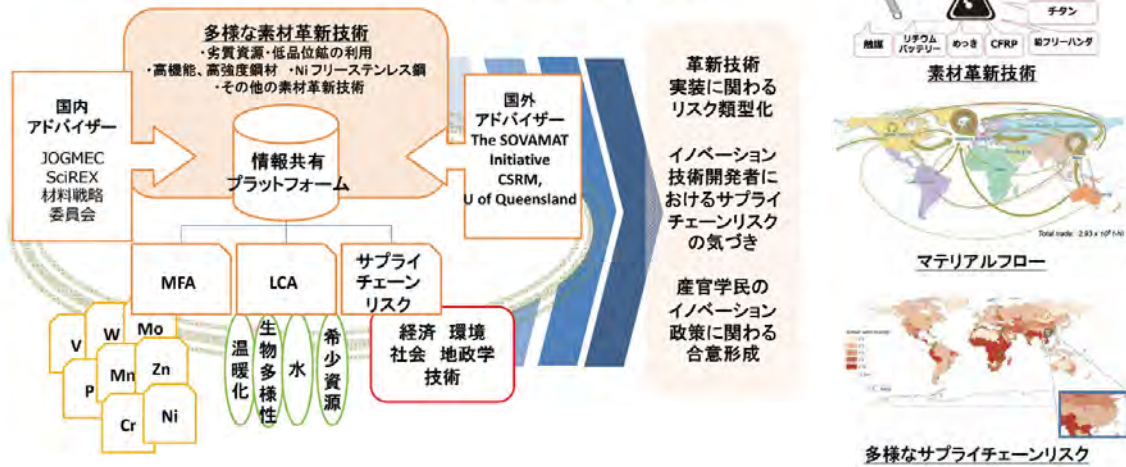 多様な素材革新技術
・劣質資源・低品位鉱の利用
・高機能、高強度鋼材 ・Niフリーステンレス鋼
・その他の素材革新技術
国内
アドバイザー
JOGMEC
SciREX
材料戦略
委員会
情報共有
プラットフォーム
国外
アドバイザー
The SOVAMAT
Initiative
CSRM,
U of Queensland
MFA
LCA
サプライ
チェーン
リスク
V
W
Mo
P
Mn
Zn
Cr
Ni
温暖化
生物多様性
水
希少資源
経済 環境
社会 地政学
技術
革新技術
実装に関わる
リスク類型化
イノベーション
技術開発者に
おけるサプライ
チェーンリスク
の気づき
産官学民の
イノベーション
政策に関わる
合意形成
チタン
触媒
リチウム
バッテリー
めっき
CFRP
鉛フリーハンダ
素材革新技術
Total trade: 2.93 x
マテリアルフロー
多様なサプライチェーンリスク